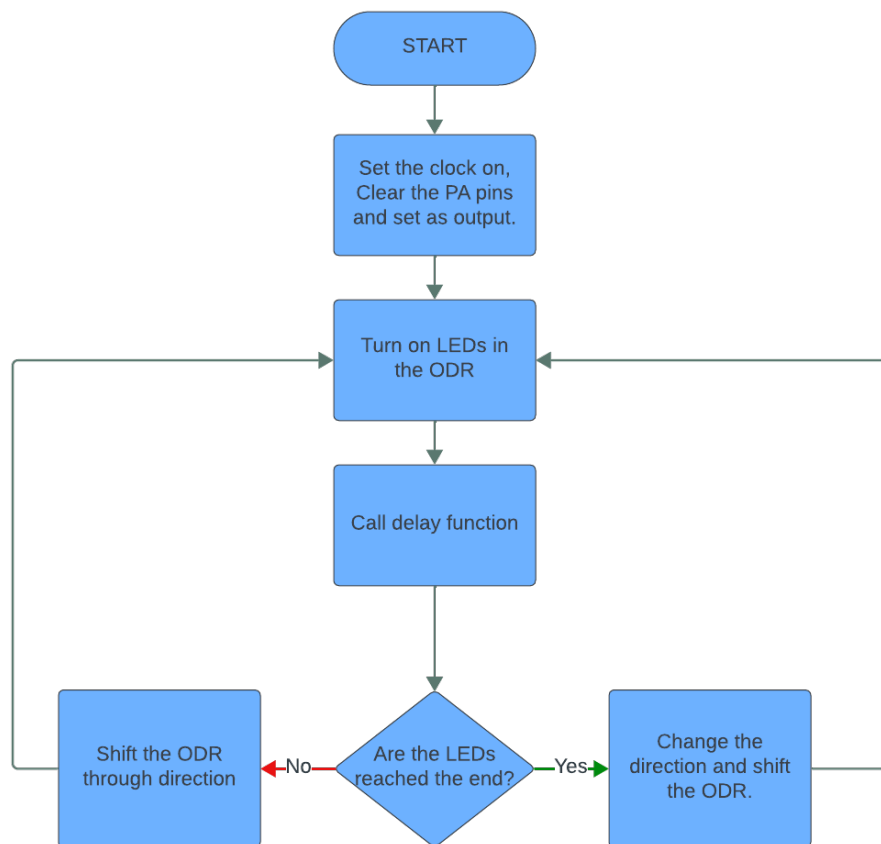 START
Set the clock on,
Clear the PA pins
and set as output.
Turn on LEDs in
the ODR
Call delay function
Shift the ODR
through direction
No
Are the LEDs
reached the end?
Yes
Change the
direction and shift
the ODR.